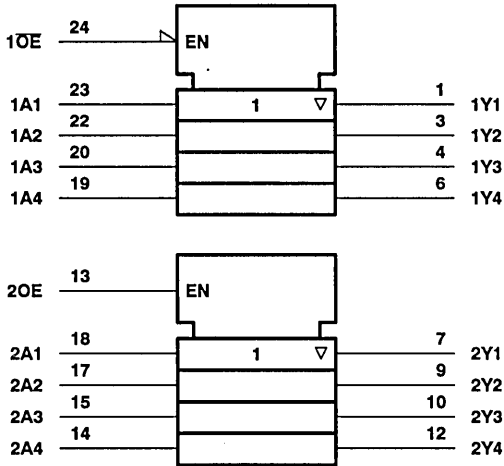 24
1O̅E̅ EN
23 1
1A1 1 ▽ 1Y1
22 3
1A2 1Y2
20 4
1A3 1Y3
19 6
1A4 1Y4
13
2OE EN
18 7
2A1 1 ▽ 2Y1
17 9
2A2 2Y2
15 10
2A3 2Y3
14 12
2A4 2Y4